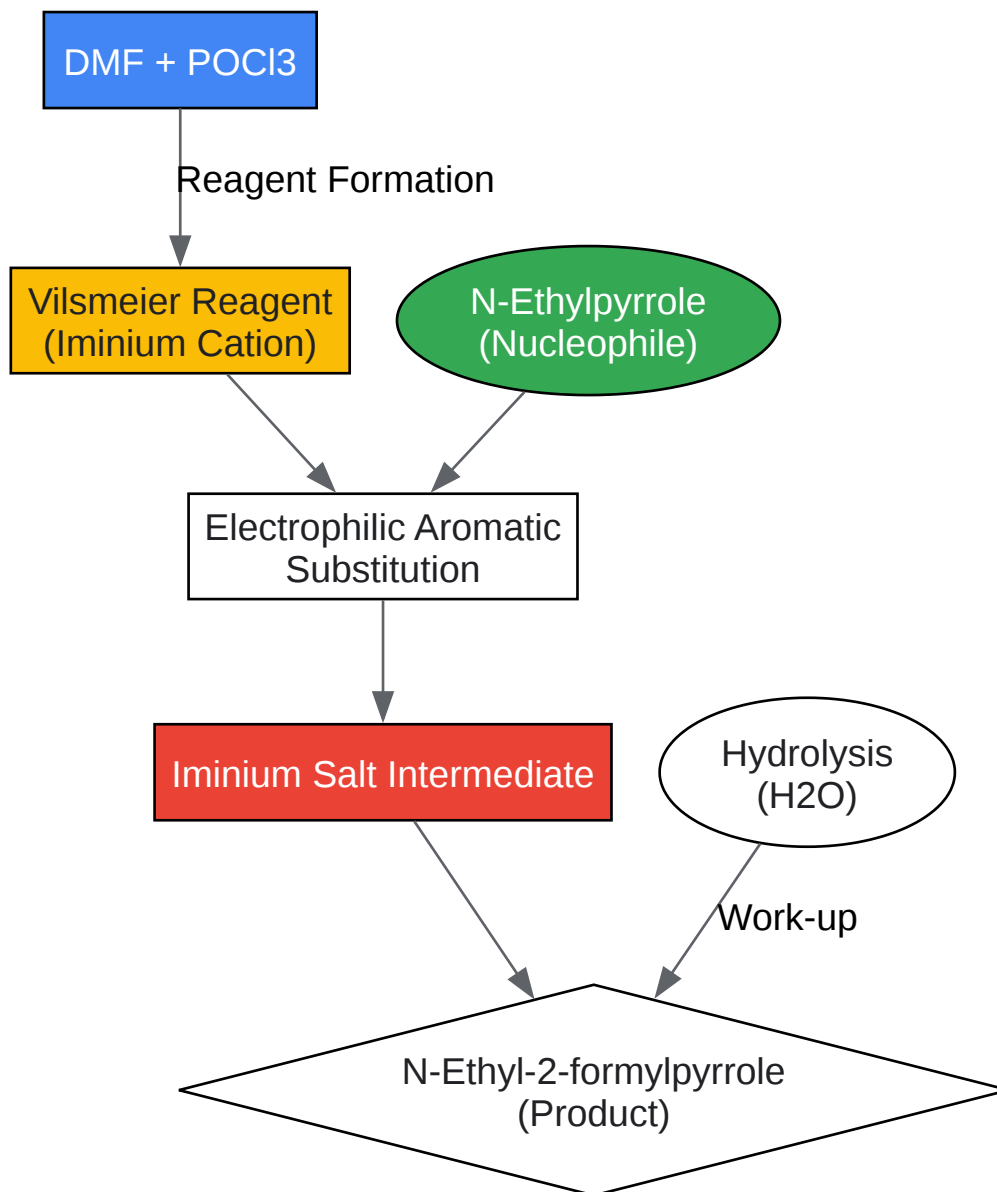 DMF + POCl3
Reagent Formation
Vilsmeier Reagent
(Iminium Cation)
N-Ethylpyrrole
(Nucleophile)
Electrophilic Aromatic
Substitution
Iminium Salt Intermediate
Hydrolysis
(H2O)
Work-up
N-Ethyl-2-formylpyrrole
(Product)